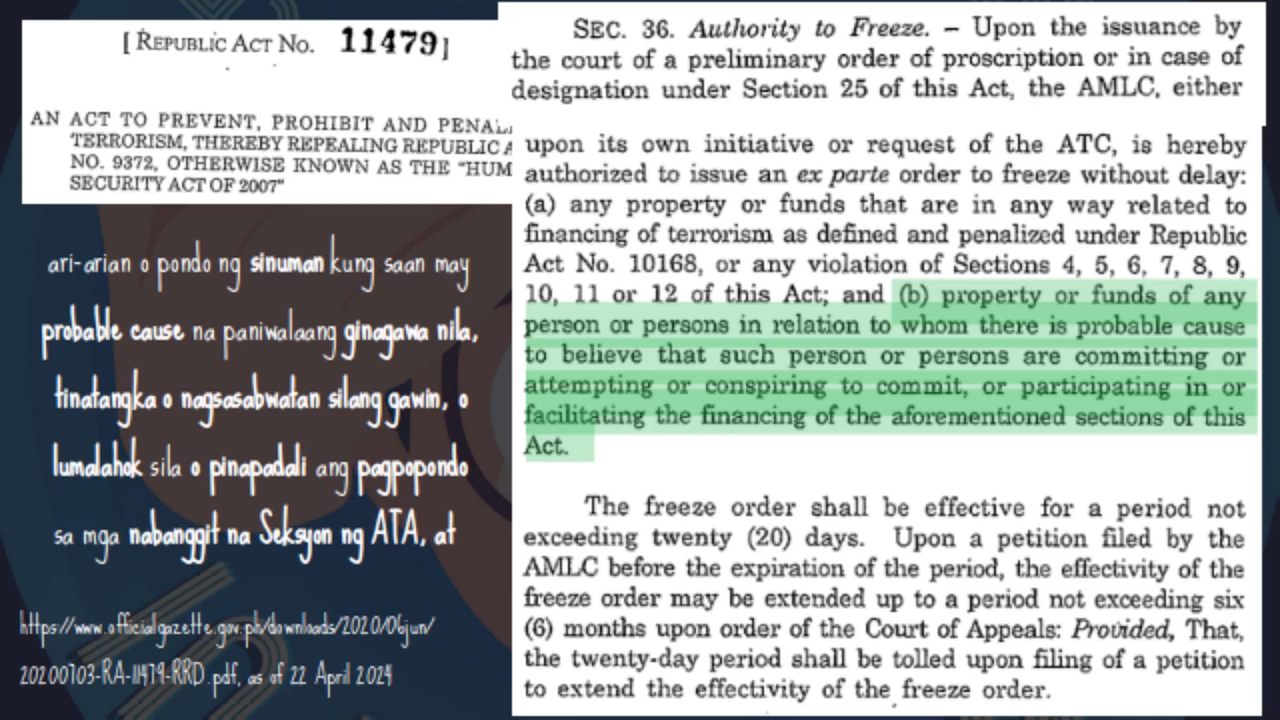 [ REPUBLIC ACT NO. 11479 ]
AN ACT TO PREVENT, PROHIBIT AND PENAL
TERRORISM, THEREBY REPEALING REPUBLIC A
NO. 9372, OTHERWISE KNOWN AS THE "HUM
SECURITY ACT OF 2007"
ari-arian o pondo ng sinuman kung saan may
probable cause na paniwalaang ginagawa nila,
tinatangka o nagsasabwatan silang gawin, o
lumalahok sila o pinapadali ang pagpopondo
sa mga nabanggit na Seksyon ng ATA, at
https://www.officialgazette.gov.ph/downloads/2020/06jun/
20200703-RA-11479-RRD.pdf, as of 22 April 2024
SEC. 36. Authority to Freeze. – Upon the issuance by
the court of a preliminary order of proscription or in case of
designation under Section 25 of this Act, the AMLC, either
upon its own initiative or request of the ATC, is hereby
authorized to issue an ex parte order to freeze without delay:
(a) any property or funds that are in any way related to
financing of terrorism as defined and penalized under Republic
Act No. 10168, or any violation of Sections 4, 5, 6, 7, 8, 9,
10, 11 or 12 of this Act; and (b) property or funds of any
person or persons in relation to whom there is probable cause
to believe that such person or persons are committing or
attempting or conspiring to commit, or participating in or
facilitating the financing of the aforementioned sections of this
Act.
The freeze order shall be effective for a period not
exceeding twenty (20) days. Upon a petition filed by the
AMLC before the expiration of the period, the effectivity of the
freeze order may be extended up to a period not exceeding six
(6) months upon order of the Court of Appeals: Provided, That,
the twenty-day period shall be tolled upon filing of a petition
to extend the effectivity of the freeze order.